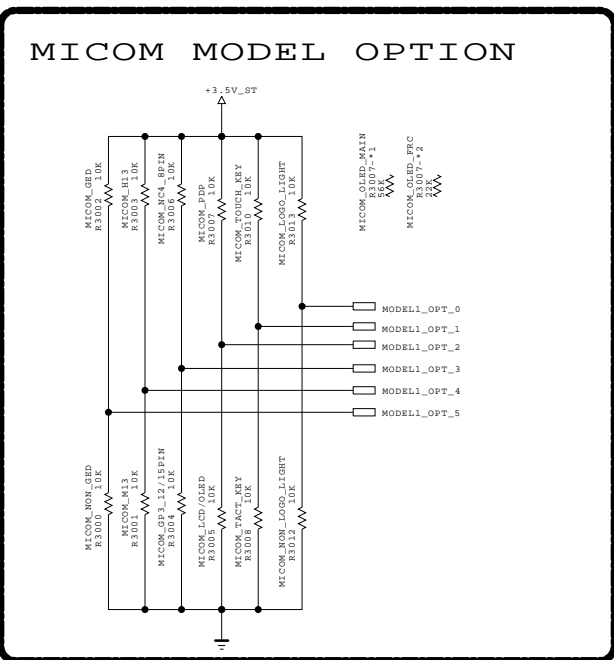 MICOM MODEL OPTION
+3.5V_ST
MICOM_GED
R3002 10K
MICOM_H13
R3003 10K
MICOM_NC4_8PIN
R3006 10K
MICOM_PDP
R3007 10K
MICOM_TOUCH_KEY
R3010 10K
MICOM_LOGO_LIGHT
R3013 10K
MICOM_OLED_MAIN
R3007-*1
56K
MICOM_OLED_FRC
R3007-*2
22K
MODEL1_OPT_0
MODEL1_OPT_1
MODEL1_OPT_2
MODEL1_OPT_3
MODEL1_OPT_4
MODEL1_OPT_5
MICOM_NON_GED
R3000 10K
MICOM_M13
R3001 10K
MICOM_GP3_12/15PIN
R3004 10K
MICOM_LCD/OLED
R3005 10K
MICOM_TACT_KEY
R3008 10K
MICOM_NON_LOGO_LIGHT
R3012 10K